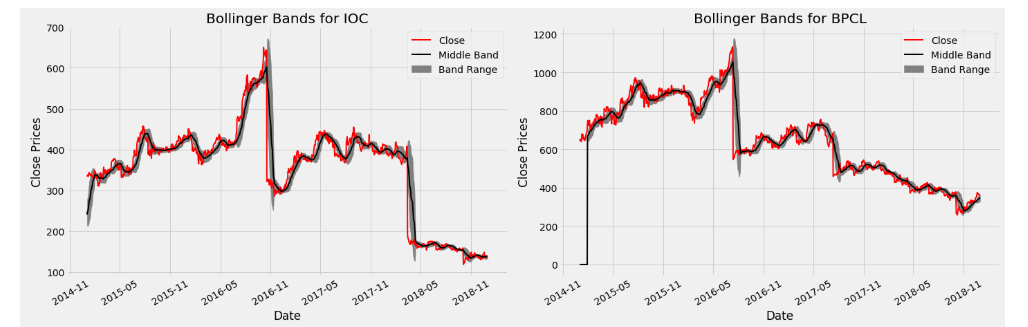 Bollinger Bands for IOC
700
600
500
400
300
200
100
Close Prices
Close
Middle Band
Band Range
2014-11
2015-05
2015-11
2016-05
2016-11
2017-05
2017-11
2018-05
2018-11
Date
Bollinger Bands for BPCL
1200
1000
800
600
400
200
0
Close Prices
Close
Middle Band
Band Range
2014-11
2015-05
2015-11
2016-05
2016-11
2017-05
2017-11
2018-05
2018-11
Date